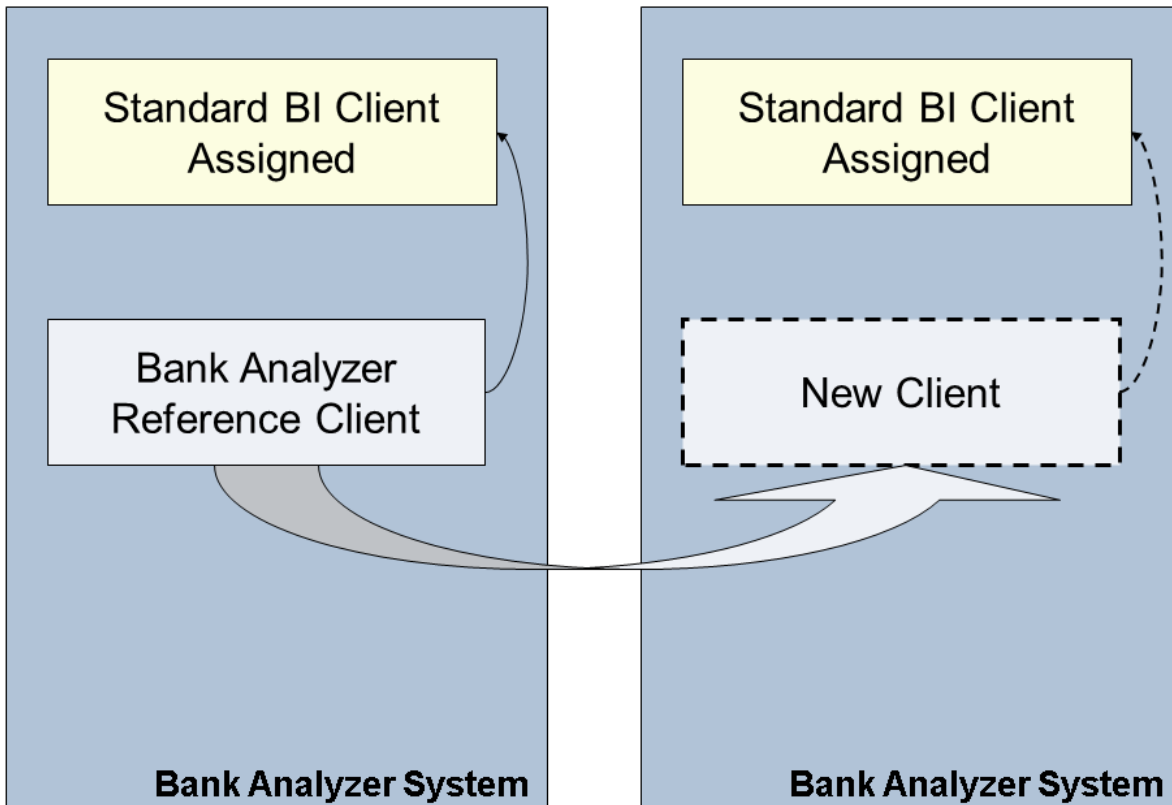 Standard BI Client
Assigned
Bank Analyzer
Reference Client
Bank Analyzer System
Standard BI Client
Assigned
New Client
Bank Analyzer System